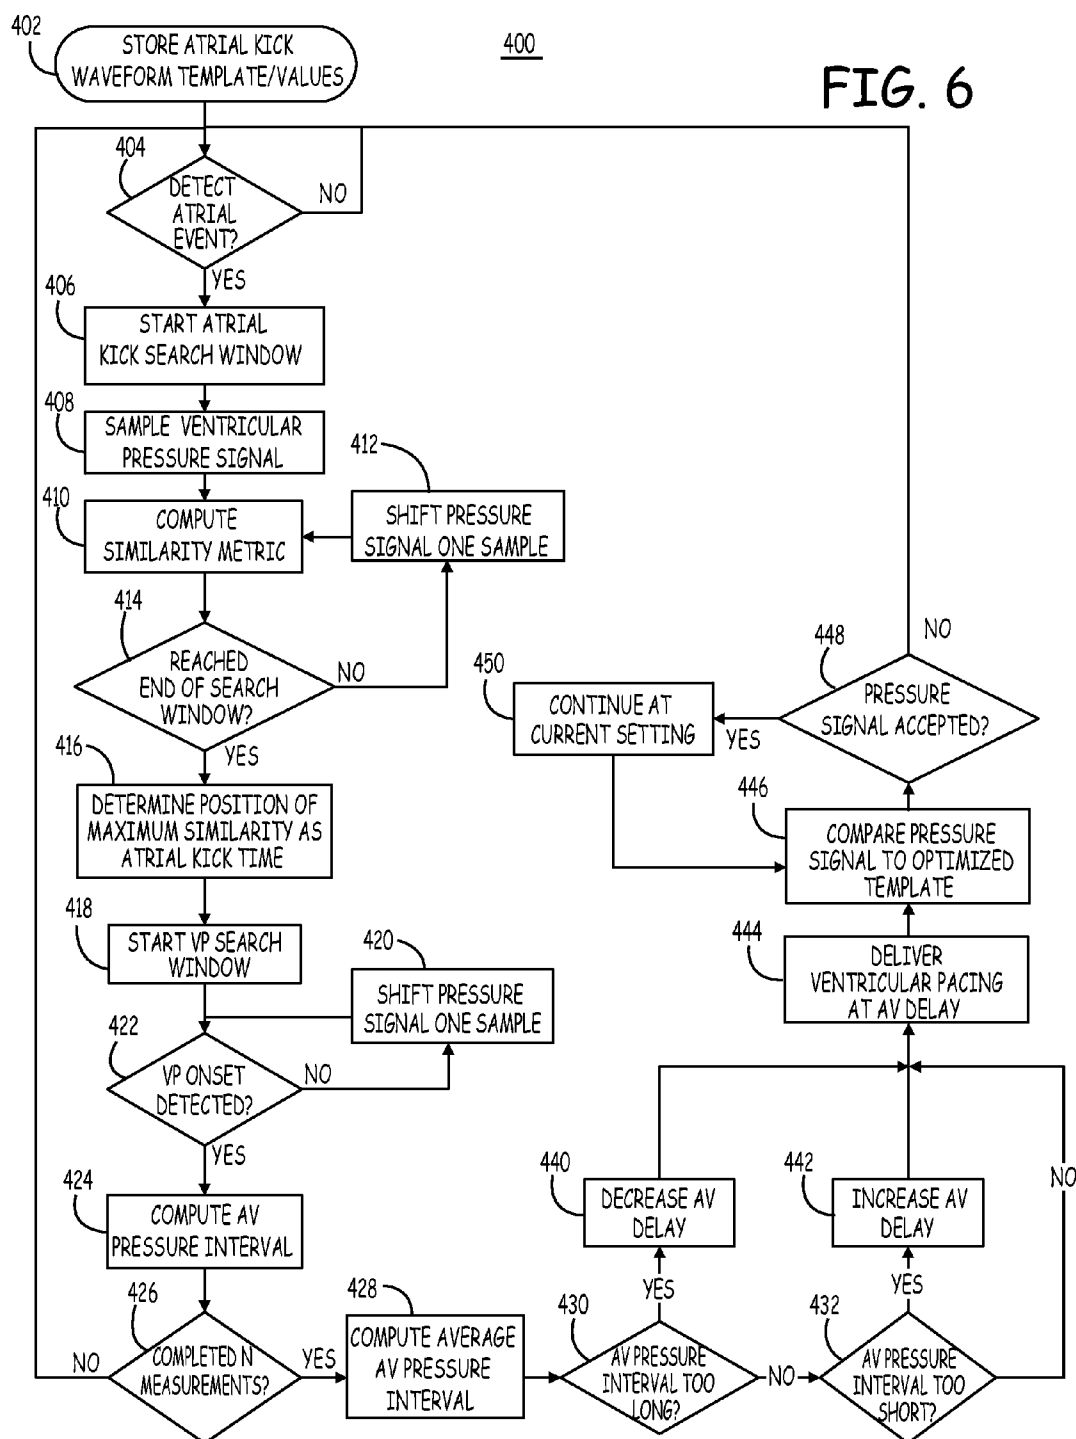 402
STORE ATRIAL KICK
WAVEFORM TEMPLATE/VALUES
400
FIG. 6
404
DETECT
ATRIAL
EVENT?
NO
YES
406
START ATRIAL
KICK SEARCH WINDOW
408
SAMPLE VENTRICULAR
PRESSURE SIGNAL
410
COMPUTE
SIMILARITY METRIC
412
SHIFT PRESSURE
SIGNAL ONE SAMPLE
414
REACHED
END OF SEARCH
WINDOW?
NO
YES
416
DETERMINE POSITION OF
MAXIMUM SIMILARITY AS
ATRIAL KICK TIME
418
START VP SEARCH
WINDOW
420
SHIFT PRESSURE
SIGNAL ONE SAMPLE
422
VP ONSET
DETECTED?
NO
YES
424
COMPUTE AV
PRESSURE INTERVAL
426
COMPLETED N
MEASUREMENTS?
NO
YES
428
COMPUTE AVERAGE
AV PRESSURE
INTERVAL
430
AV PRESSURE
INTERVAL TOO
LONG?
YES
NO
440
DECREASE AV
DELAY
432
AV PRESSURE
INTERVAL TOO
SHORT?
YES
NO
442
INCREASE AV
DELAY
444
DELIVER
VENTRICULAR PACING
AT AV DELAY
446
COMPARE PRESSURE
SIGNAL TO OPTIMIZED
TEMPLATE
448
PRESSURE
SIGNAL ACCEPTED?
NO
YES
450
CONTINUE AT
CURRENT SETTING